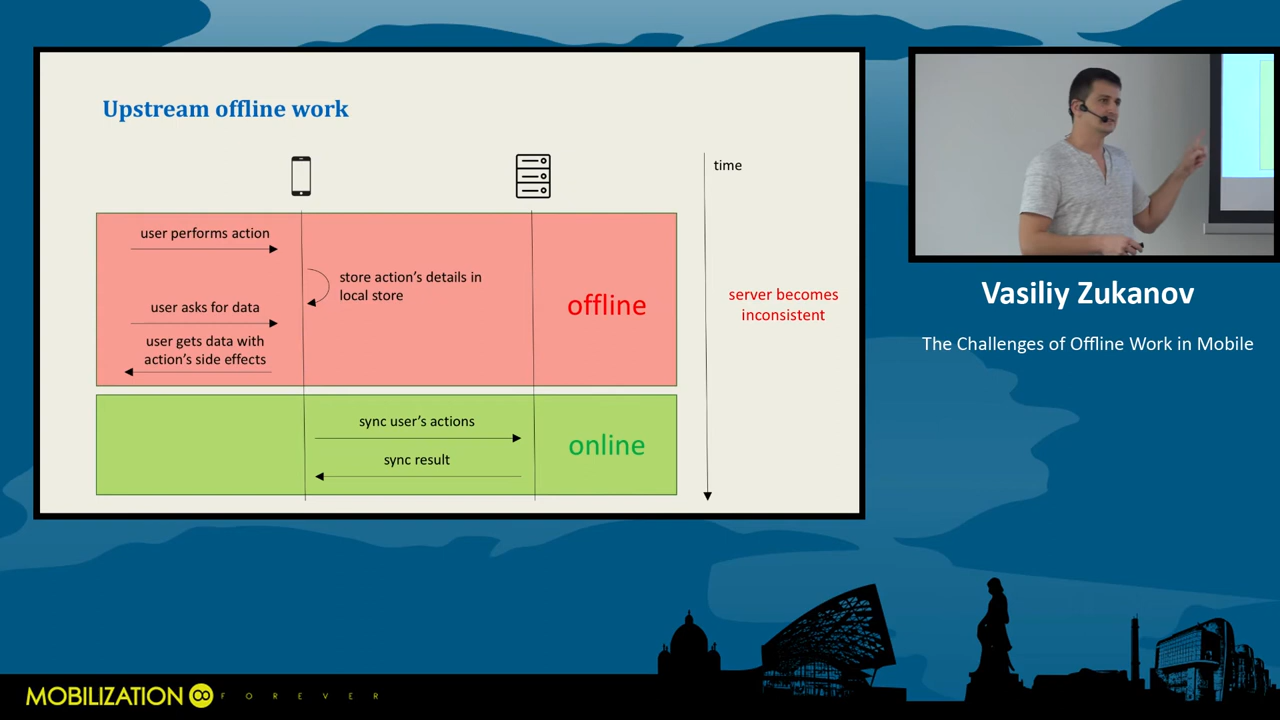 Upstream offline work
time
user performs action
store action's details in
local store
user asks for data
user gets data with
action's side effects
offline
server becomes
inconsistent
sync user's actions
sync result
online
Vasiliy Zukanov
The Challenges of Offline Work in Mobile
MOBILIZATION FOREVER